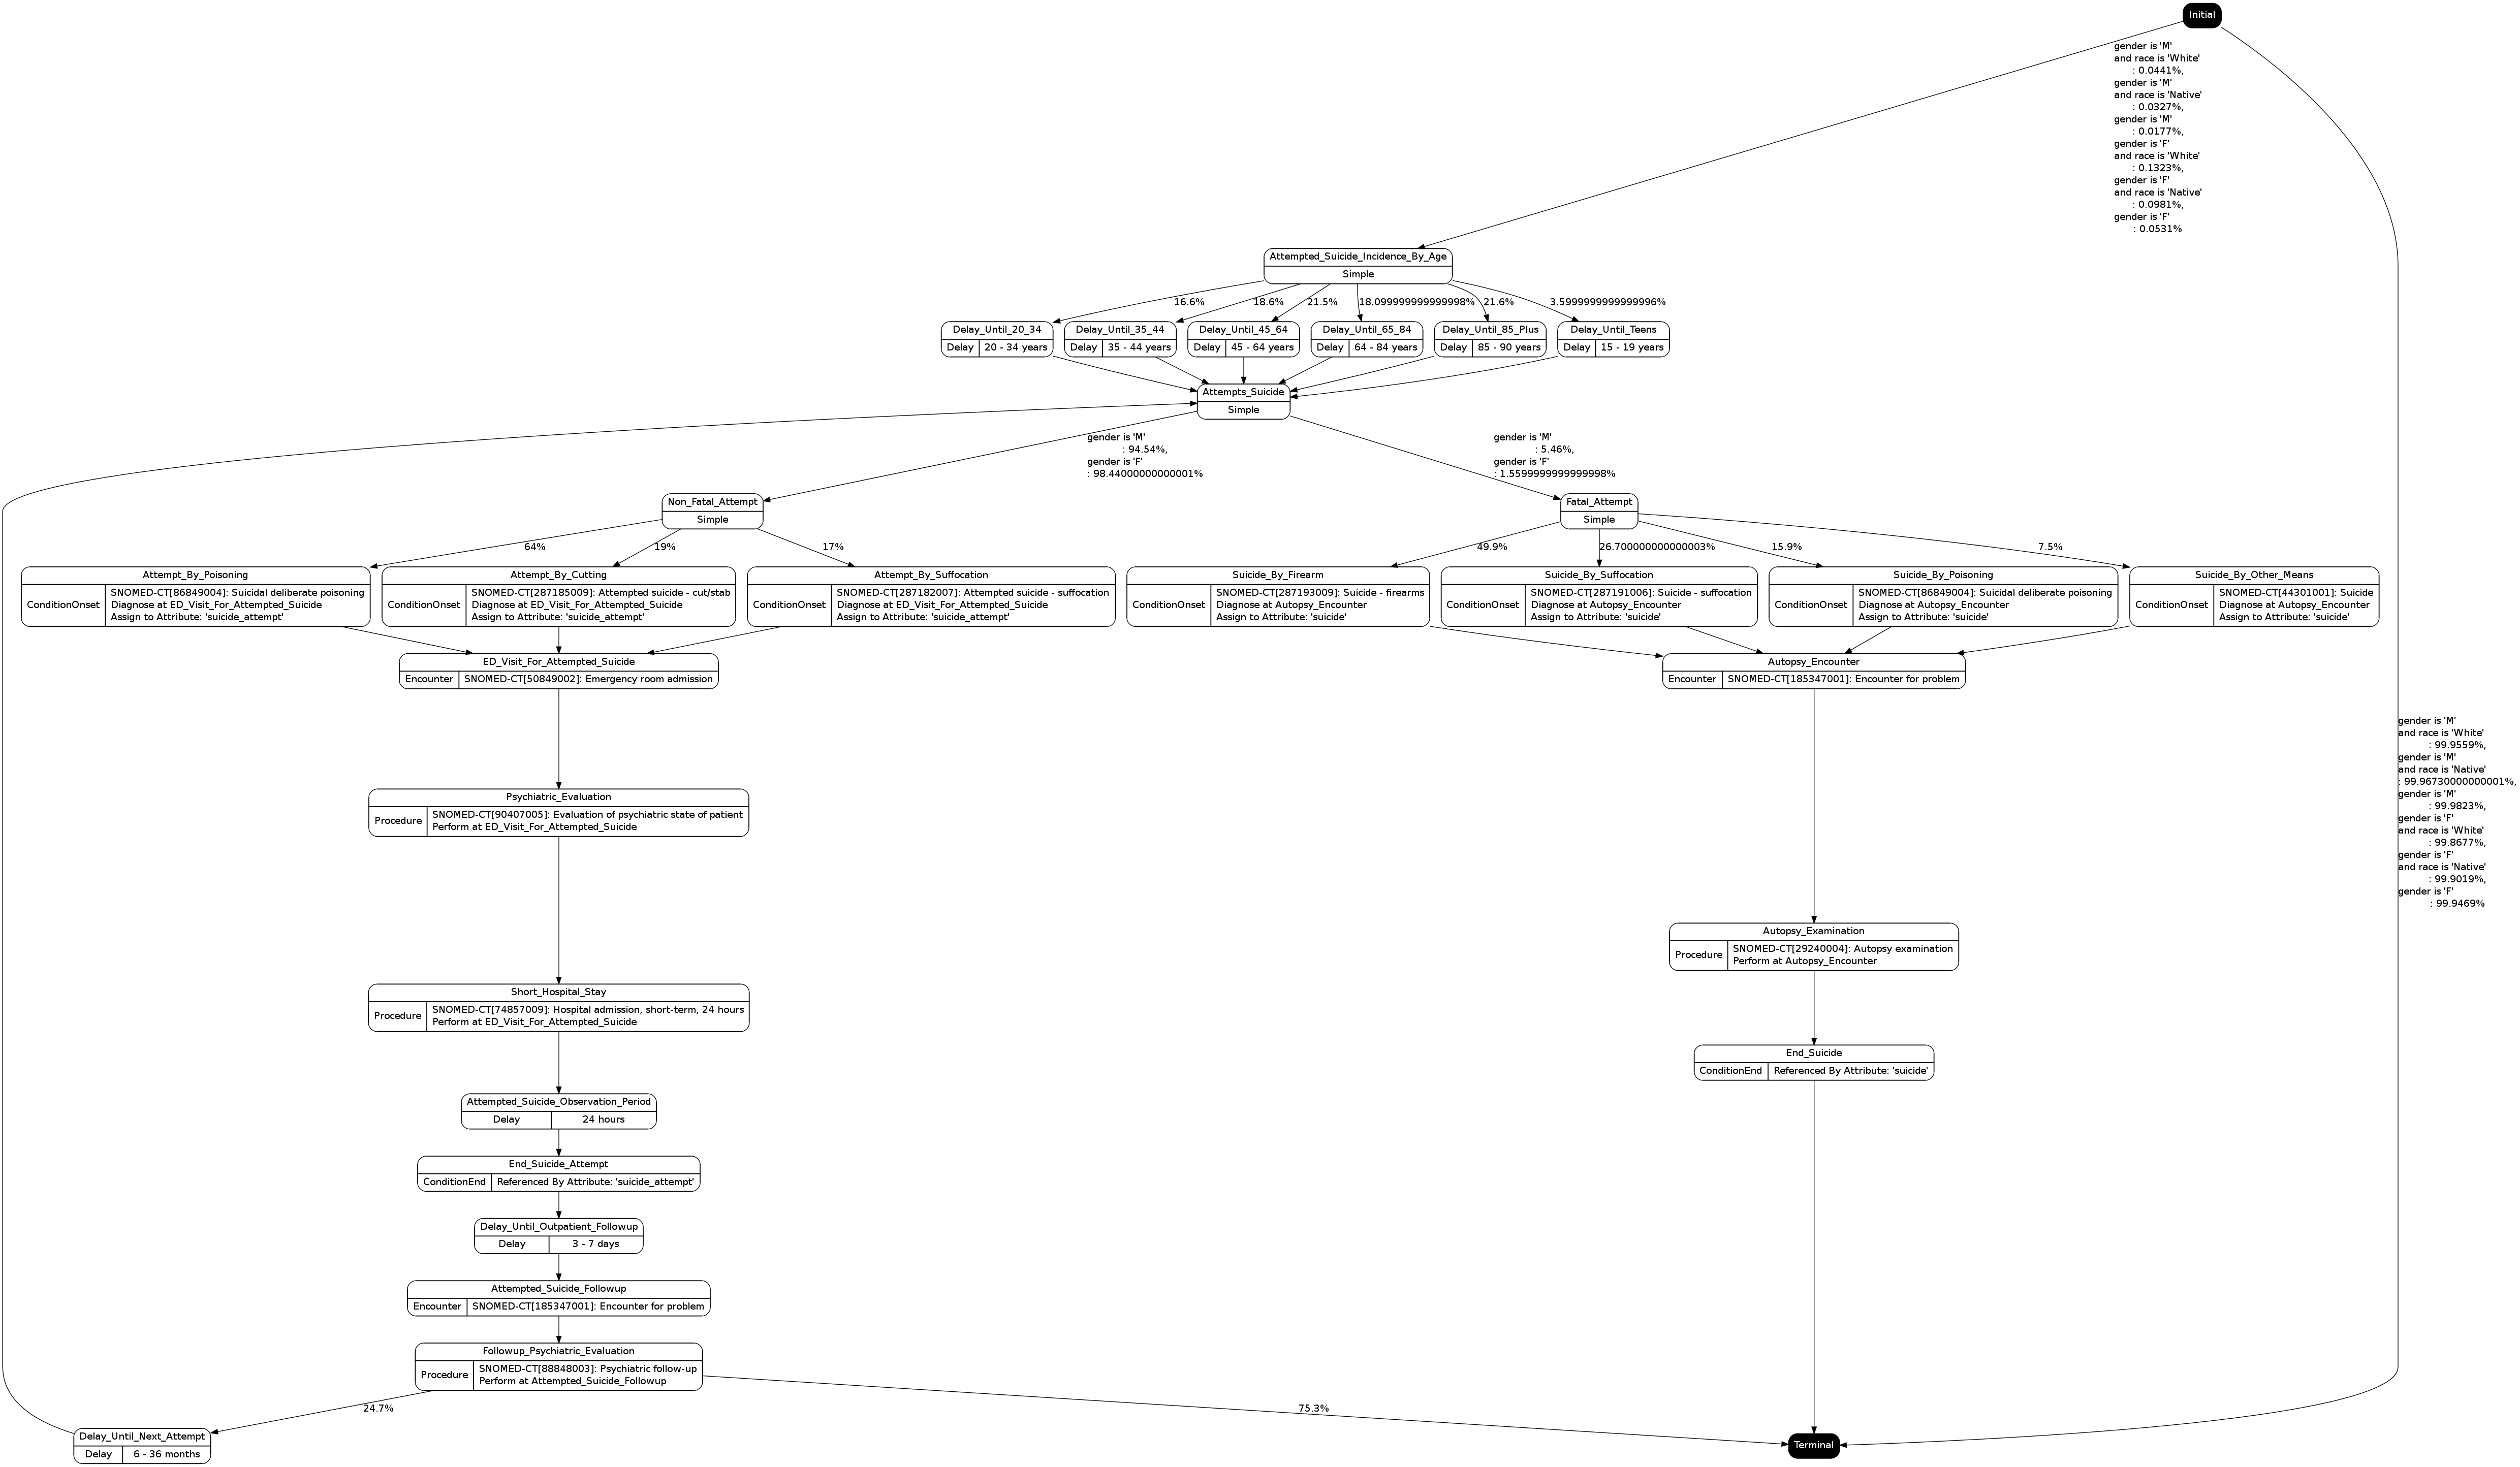 Initial
gender is 'M'
and race is 'White'
: 0.0441%,
gender is 'M'
and race is 'Native'
: 0.0327%,
gender is 'M'
: 0.0177%,
gender is 'F'
and race is 'White'
: 0.1323%,
gender is 'F'
and race is 'Native'
: 0.0981%,
gender is 'F'
: 0.0531%
Attempted_Suicide_Incidence_By_Age
Simple
16.6%
18.6%
21.5%
18.099999999999998%
21.6%
3.5999999999999996%
Delay_Until_20_34
Delay
20 - 34 years
Delay_Until_35_44
Delay
35 - 44 years
Delay_Until_45_64
Delay
45 - 64 years
Delay_Until_65_84
Delay
64 - 84 years
Delay_Until_85_Plus
Delay
85 - 90 years
Delay_Until_Teens
Delay
15 - 19 years
Attempts_Suicide
Simple
gender is 'M'
: 94.54%,
gender is 'F'
: 98.44000000000001%
gender is 'M'
: 5.46%,
gender is 'F'
: 1.5599999999999998%
Non_Fatal_Attempt
Simple
Fatal_Attempt
Simple
64%
19%
17%
49.9%
26.700000000000003%
15.9%
7.5%
Attempt_By_Poisoning
ConditionOnset
SNOMED-CT[86849004]: Suicidal deliberate poisoning
Diagnose at ED_Visit_For_Attempted_Suicide
Assign to Attribute: 'suicide_attempt'
Attempt_By_Cutting
ConditionOnset
SNOMED-CT[287185009]: Attempted suicide - cut/stab
Diagnose at ED_Visit_For_Attempted_Suicide
Assign to Attribute: 'suicide_attempt'
Attempt_By_Suffocation
ConditionOnset
SNOMED-CT[287182007]: Attempted suicide - suffocation
Diagnose at ED_Visit_For_Attempted_Suicide
Assign to Attribute: 'suicide_attempt'
Suicide_By_Firearm
ConditionOnset
SNOMED-CT[287193009]: Suicide - firearms
Diagnose at Autopsy_Encounter
Assign to Attribute: 'suicide'
Suicide_By_Suffocation
ConditionOnset
SNOMED-CT[287191006]: Suicide - suffocation
Diagnose at Autopsy_Encounter
Assign to Attribute: 'suicide'
Suicide_By_Poisoning
ConditionOnset
SNOMED-CT[86849004]: Suicidal deliberate poisoning
Diagnose at Autopsy_Encounter
Assign to Attribute: 'suicide'
Suicide_By_Other_Means
ConditionOnset
SNOMED-CT[44301001]: Suicide
Diagnose at Autopsy_Encounter
Assign to Attribute: 'suicide'
ED_Visit_For_Attempted_Suicide
Encounter
SNOMED-CT[50849002]: Emergency room admission
Autopsy_Encounter
Encounter
SNOMED-CT[185347001]: Encounter for problem
gender is 'M'
and race is 'White'
: 99.9559%,
gender is 'M'
and race is 'Native'
: 99.96730000000001%,
gender is 'M'
: 99.9823%,
gender is 'F'
and race is 'White'
: 99.8677%,
gender is 'F'
and race is 'Native'
: 99.9019%,
gender is 'F'
: 99.9469%
Psychiatric_Evaluation
Procedure
SNOMED-CT[90407005]: Evaluation of psychiatric state of patient
Perform at ED_Visit_For_Attempted_Suicide
Autopsy_Examination
Procedure
SNOMED-CT[29240004]: Autopsy examination
Perform at Autopsy_Encounter
Short_Hospital_Stay
Procedure
SNOMED-CT[74857009]: Hospital admission, short-term, 24 hours
Perform at ED_Visit_For_Attempted_Suicide
End_Suicide
ConditionEnd
Referenced By Attribute: 'suicide'
Attempted_Suicide_Observation_Period
Delay
24 hours
End_Suicide_Attempt
ConditionEnd
Referenced By Attribute: 'suicide_attempt'
Delay_Until_Outpatient_Followup
Delay
3 - 7 days
Attempted_Suicide_Followup
Encounter
SNOMED-CT[185347001]: Encounter for problem
Followup_Psychiatric_Evaluation
Procedure
SNOMED-CT[88848003]: Psychiatric follow-up
Perform at Attempted_Suicide_Followup
24.7%
75.3%
Delay_Until_Next_Attempt
Delay
6 - 36 months
Terminal